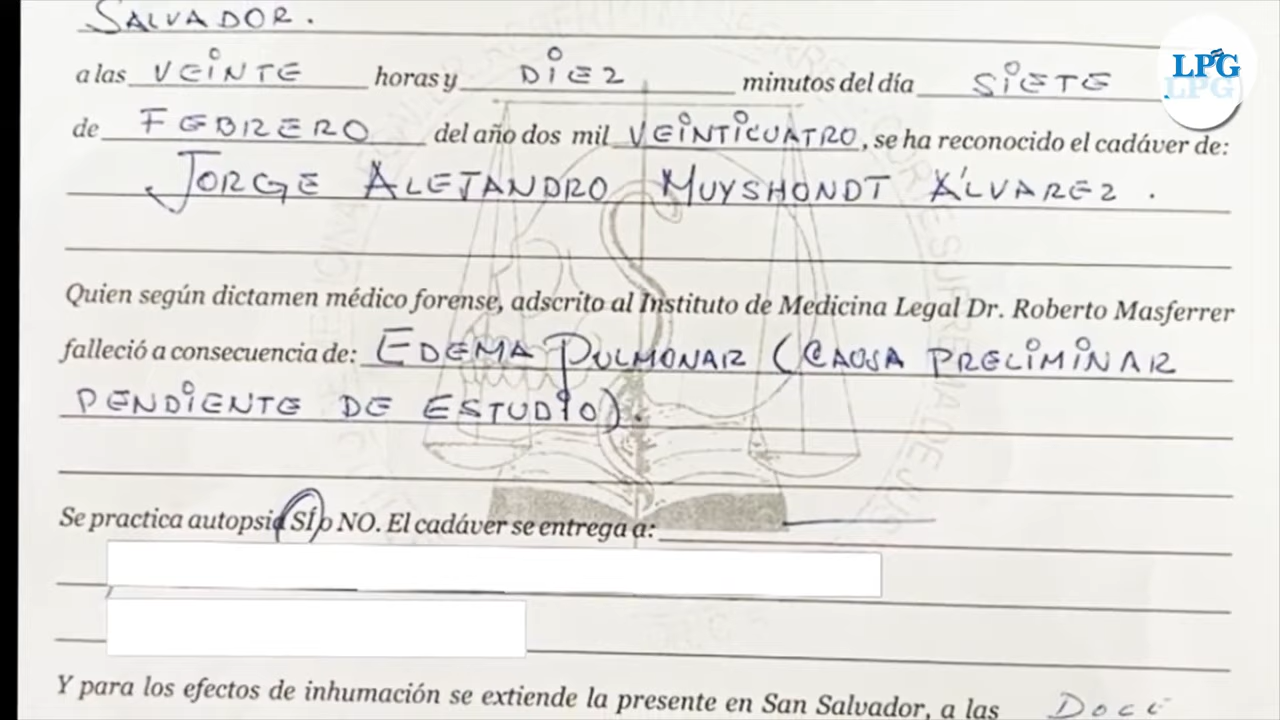 SALVADOR.
a las VEINTE horas y DIEZ minutos del día SIETE
de FEBRERO del año dos mil VEINTICUATRO, se ha reconocido el cadáver de:
JORGE ALEJANDRO MUYSHONDT ÁLVAREZ.
Quien según dictamen médico forense, adscrito al Instituto de Medicina Legal Dr. Roberto Masferrer
falleció a consecuencia de: EDEMA PULMONAR (CAUSA PRELIMINAR
PENDIENTE DE ESTUDIO).
Se practica autopsia SÍ o NO. El cadáver se entrega a:
Y para los efectos de inhumación se extiende la presente en San Salvador, a las DOCE
LPG